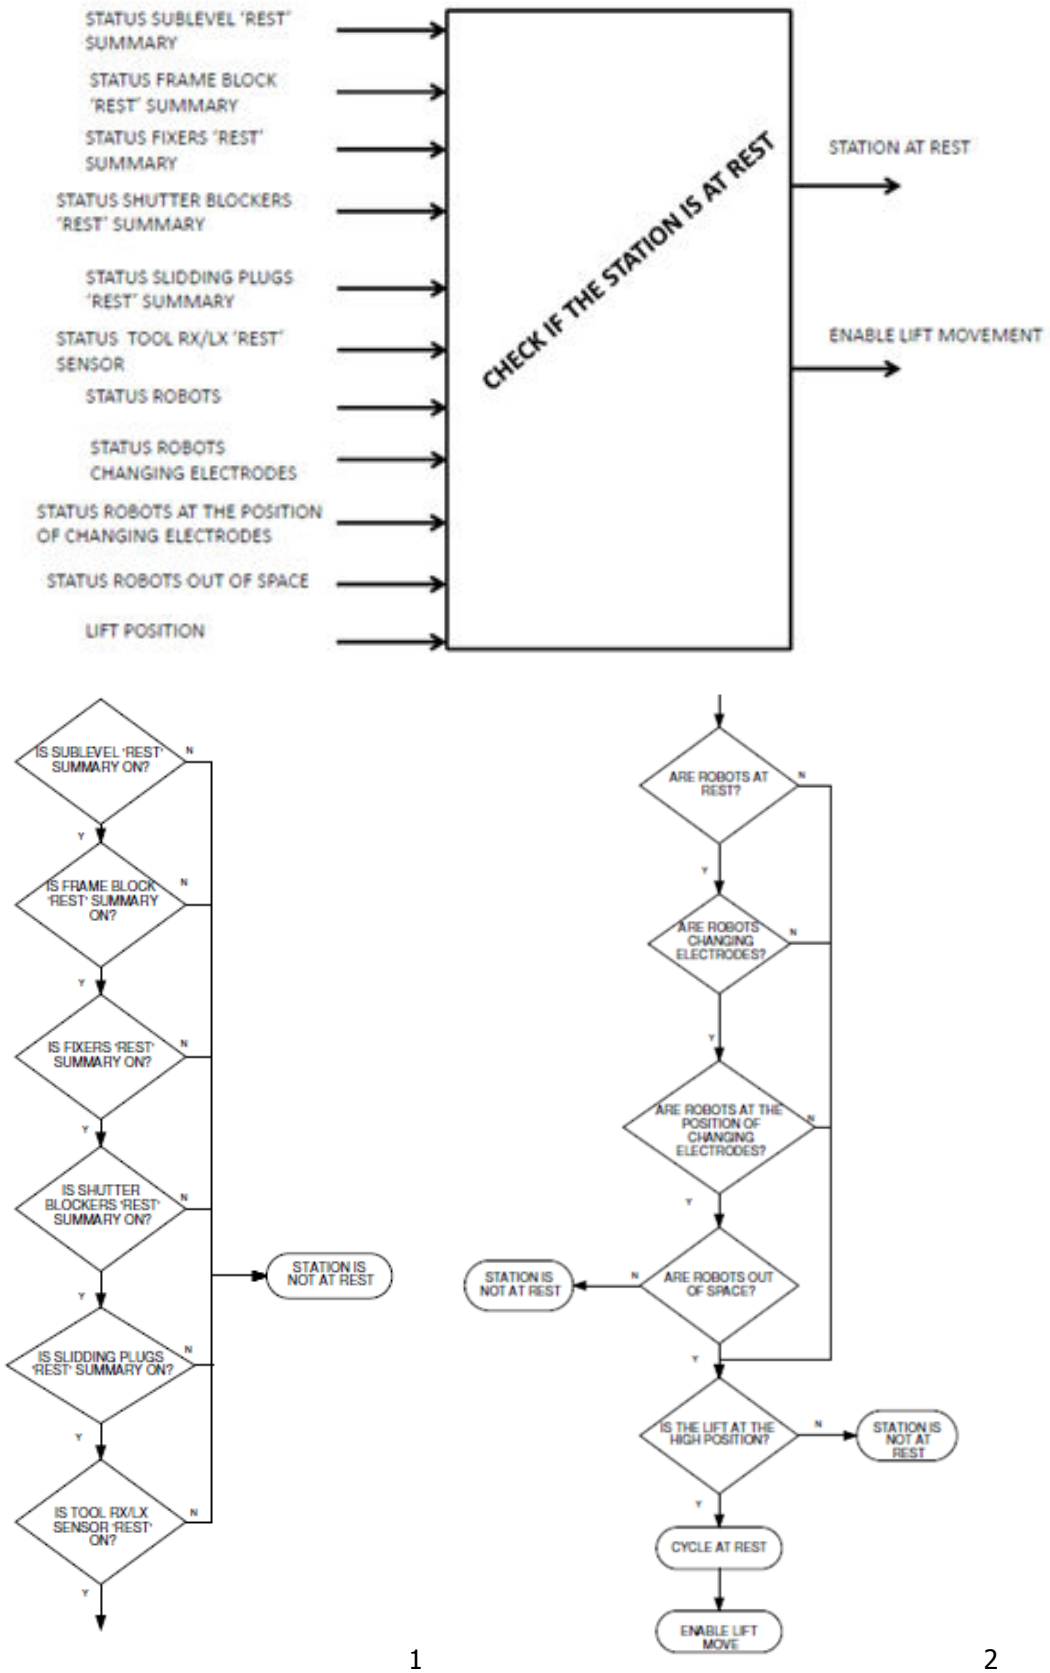 STATUS SUBLEVEL 'REST'
SUMMARY
STATUS FRAME BLOCK
'REST' SUMMARY
STATUS FIXERS 'REST'
SUMMARY
STATUS SHUTTER BLOCKERS
'REST' SUMMARY
STATUS SLIDDING PLUGS
'REST' SUMMARY
STATUS TOOL RX/LX 'REST'
SENSOR
STATUS ROBOTS
STATUS ROBOTS
CHANGING ELECTRODES
STATUS ROBOTS AT THE POSITION
OF CHANGING ELECTRODES
STATUS ROBOTS OUT OF SPACE
LIFT POSITION
CHECK IF THE STATION IS AT REST
STATION AT REST
ENABLE LIFT MOVEMENT
IS SUBLEVEL 'REST'
SUMMARY ON?
N
Y
IS FRAME BLOCK
'REST' SUMMARY
ON?
N
Y
IS FIXERS 'REST'
SUMMARY ON?
N
Y
IS SHUTTER
BLOCKERS 'REST'
SUMMARY ON?
N
Y
STATION IS
NOT AT REST
IS SLIDDING PLUGS
'REST' SUMMARY ON?
N
Y
IS TOOL RX/LX
SENSOR 'REST'
ON?
N
Y
1
ARE ROBOTS AT
REST?
N
Y
ARE ROBOTS
CHANGING
ELECTRODES?
N
Y
ARE ROBOTS AT THE
POSITION OF
CHANGING
ELECTRODES?
N
Y
ARE ROBOTS OUT
OF SPACE?
N
STATION IS
NOT AT REST
Y
IS THE LIFT AT THE
HIGH POSITION?
N
STATION IS
NOT AT
REST
Y
CYCLE AT REST
ENABLE LIFT
MOVE
2